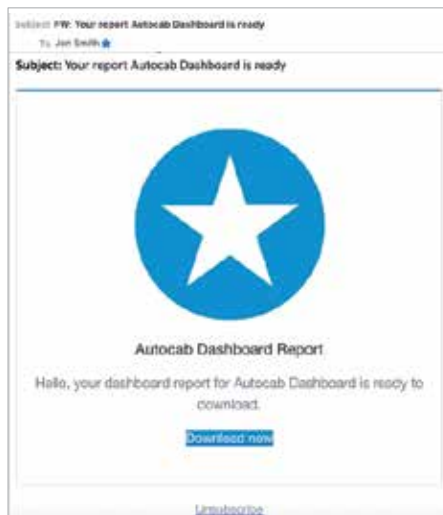 Subject: FW: Your report Autocab Dashboard is ready
To: Jon Smith
Subject: Your report Autocab Dashboard is ready
Autocab Dashboard Report
Hello, your dashboard report for Autocab Dashboard is ready to
download.
Download now
Unsubscribe